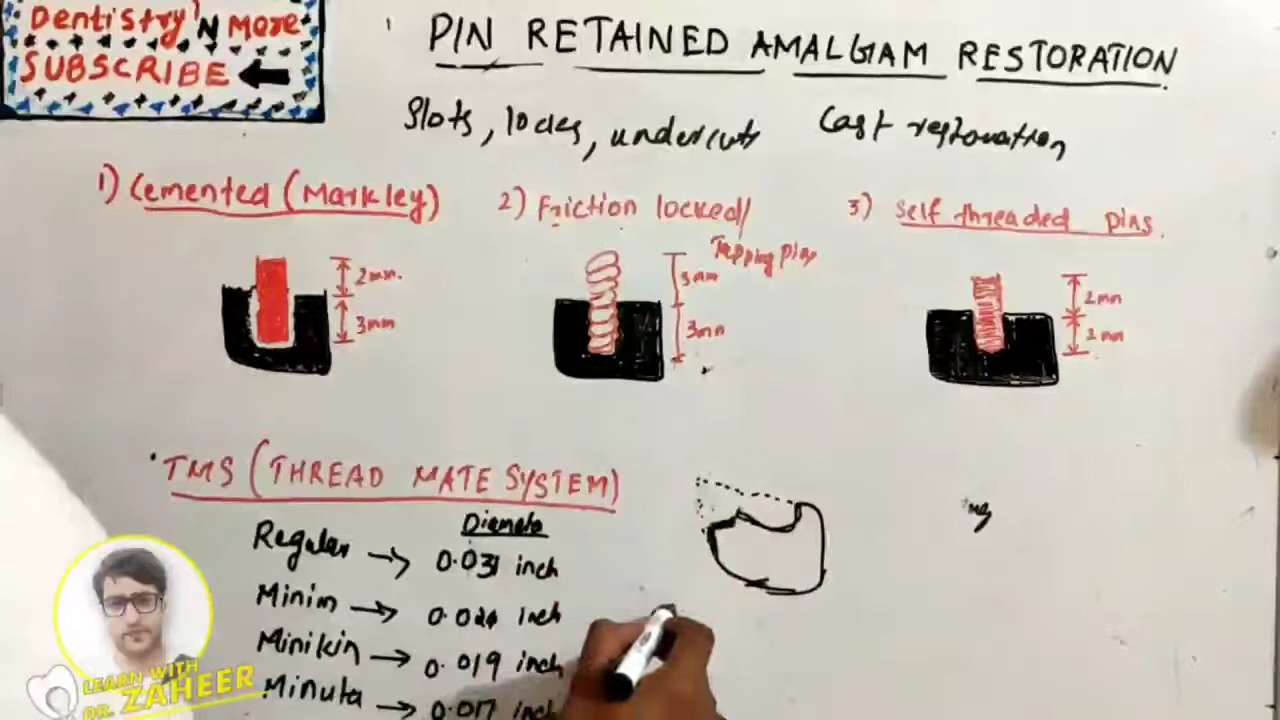 Dentistry'N More
SUBSCRIBE
PIN RETAINED AMALGAM RESTORATION
Slots, locks, undercuts Cast restoration
1) Cemented (Markley)
2mm.
3mm
2) Friction locked/
Tapping pins
3mm
3mm
3) Self threaded pins.
2mm
2mm
TMS (THREAD MATE SYSTEM)
Regular → 0.031 inch
Minim → 0.024 inch
Minikin → 0.019 inch
Minuta → 0.017 inch
LEARN WITH
DR. ZAHEER